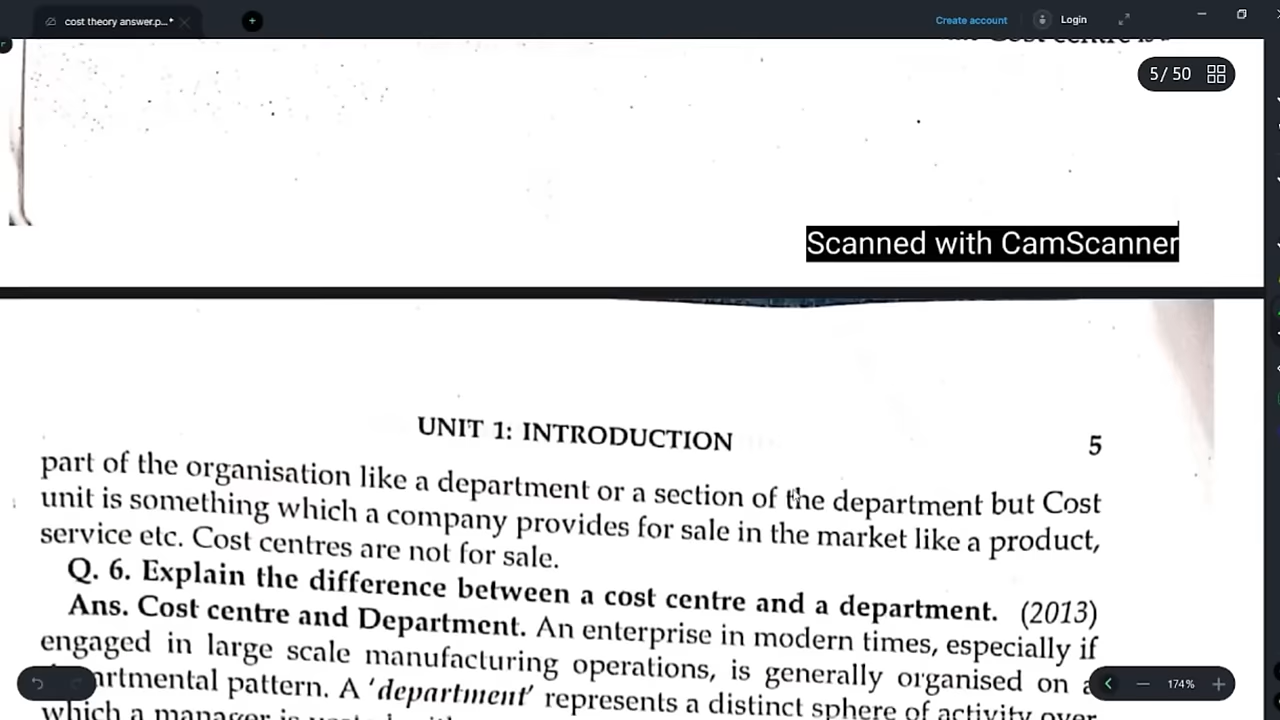 cost theory answer.p...*
+
Create account
Login
5 / 50
Scanned with CamScanner
UNIT 1: INTRODUCTION
5
part of the organisation like a department or a section of the department but Cost
unit is something which a company provides for sale in the market like a product,
service etc. Cost centres are not for sale.
Q. 6. Explain the difference between a cost centre and a department. (2013)
Ans. Cost centre and Department. An enterprise in modern times, especially if
engaged in large scale manufacturing operations, is generally organised on a
artmental pattern. A 'department' represents a distinct sphere of activity over
which a manager is
174%